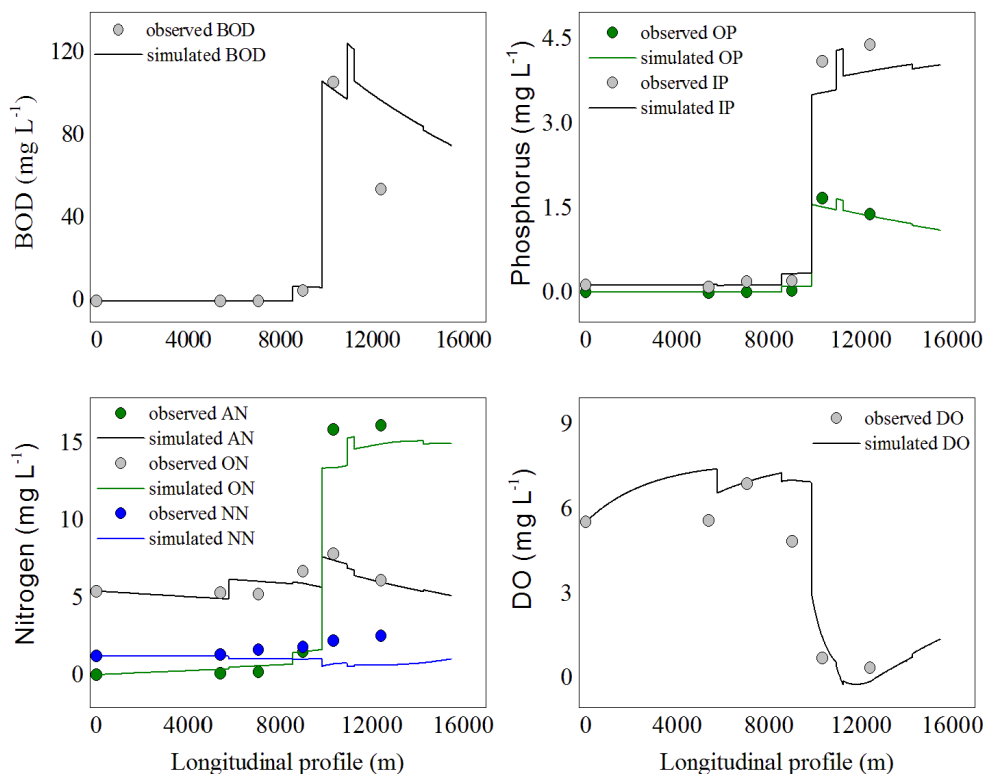 observed BOD
simulated BOD
120
80
40
0
BOD (mg L-1)
0 4000 8000 12000 16000
observed OP
simulated OP
observed IP
simulated IP
4.5
3.0
1.5
0.0
Phosphorus (mg L-1)
0 4000 8000 12000 16000
observed AN
simulated AN
observed ON
simulated ON
observed NN
simulated NN
15
10
5
0
Nitrogen (mg L-1)
0 4000 8000 12000 16000
Longitudinal profile (m)
observed DO
simulated DO
9
6
3
0
DO (mg L-1)
0 4000 8000 12000 16000
Longitudinal profile (m)